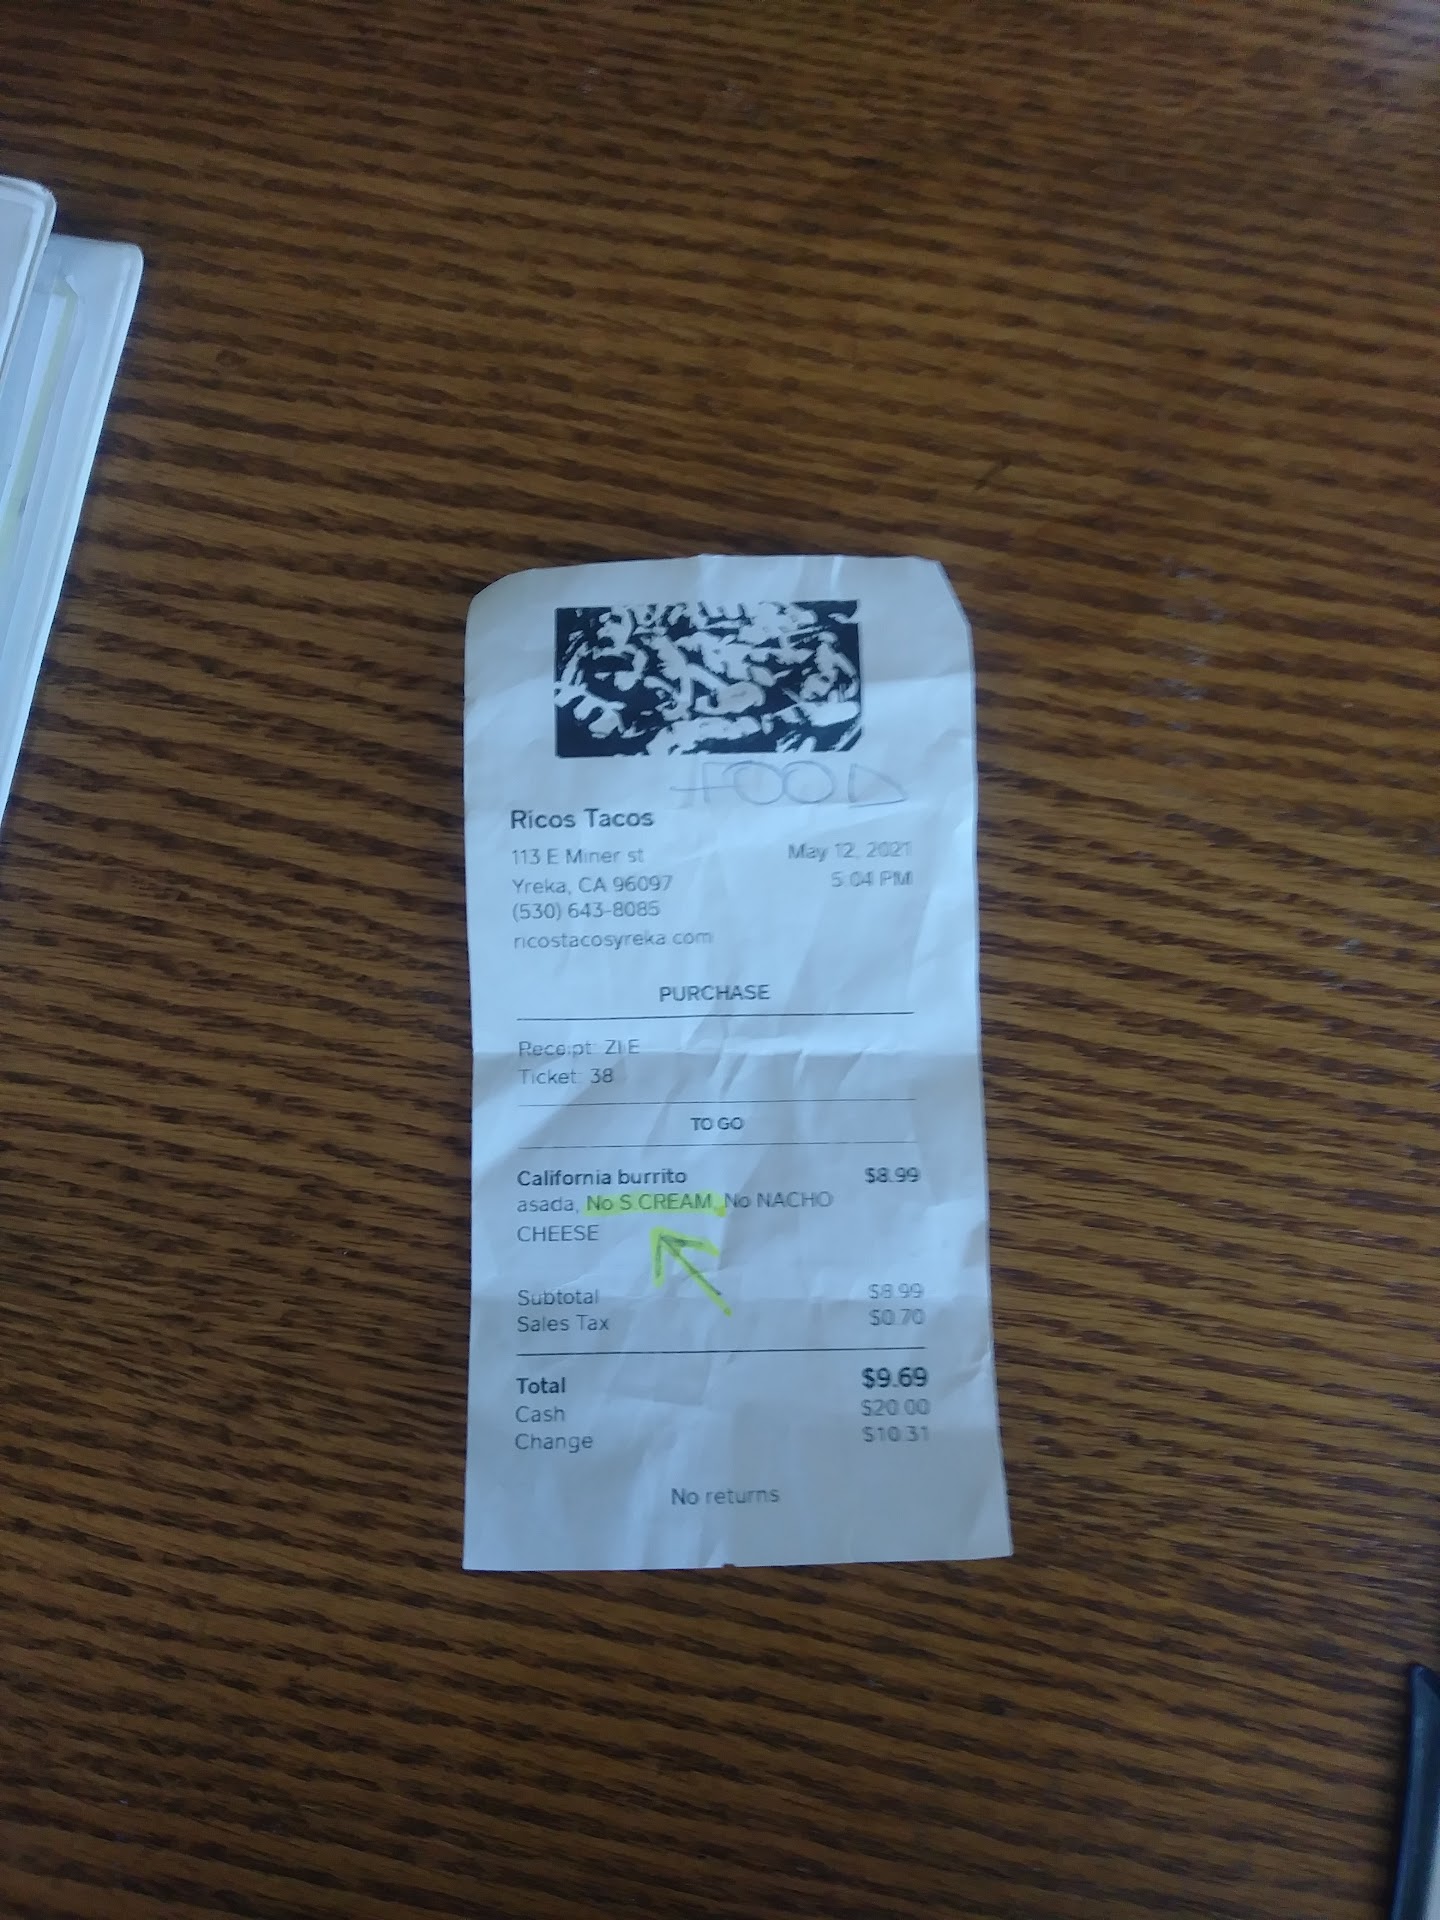 FOOD
Ricos Tacos
113 E Miner st
May 12, 2021
Yreka, CA 96097
5:04 PM
(530) 643-8085
ricostacosyreka.com
PURCHASE
Receipt: ZIE
Ticket: 38
TO GO
California burrito $8.99
asada, No S.CREAM, No NACHO
CHEESE
Subtotal $8.99
Sales Tax $0.70
Total $9.69
Cash $20.00
Change $10.31
No returns